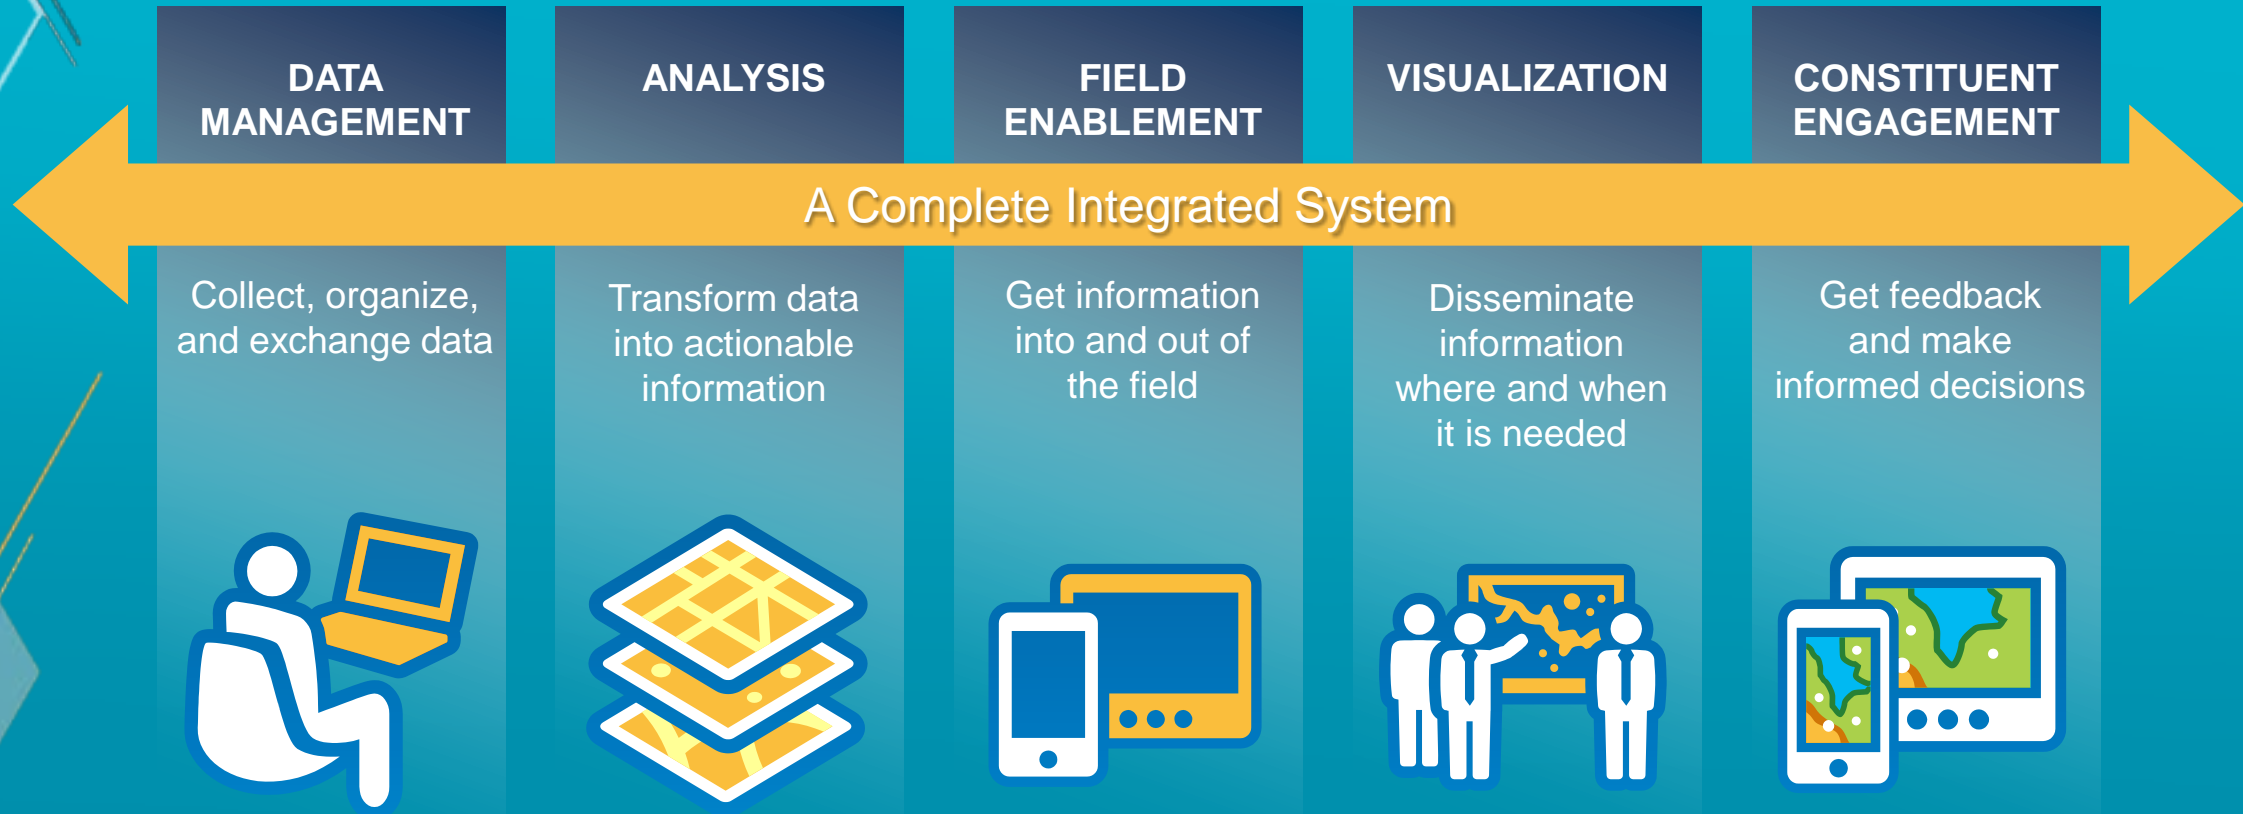 DATA
MANAGEMENT
ANALYSIS
FIELD
ENABLEMENT
VISUALIZATION
CONSTITUENT
ENGAGEMENT
A Complete Integrated System
Collect, organize,
and exchange data
Transform data
into actionable
information
Get information
into and out of
the field
Disseminate
information
where and when
it is needed
Get feedback
and make
informed decisions